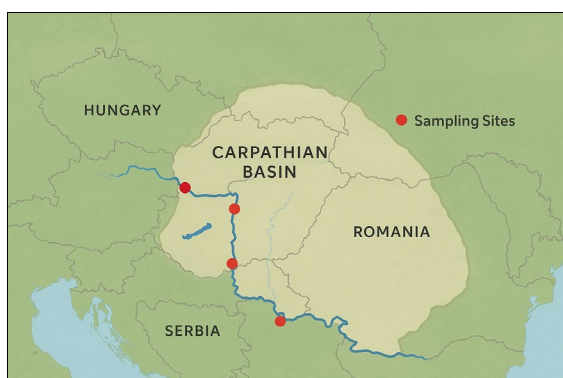 HUNGARY
Sampling Sites
CARPATHIAN
BASIN
ROMANIA
SERBIA